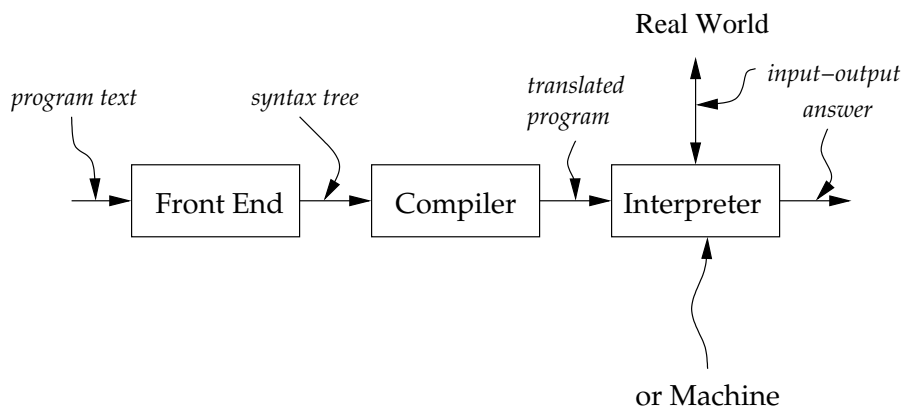 Real World
program text
syntax tree
translated
program
input–output
answer
Front End
Compiler
Interpreter
or Machine